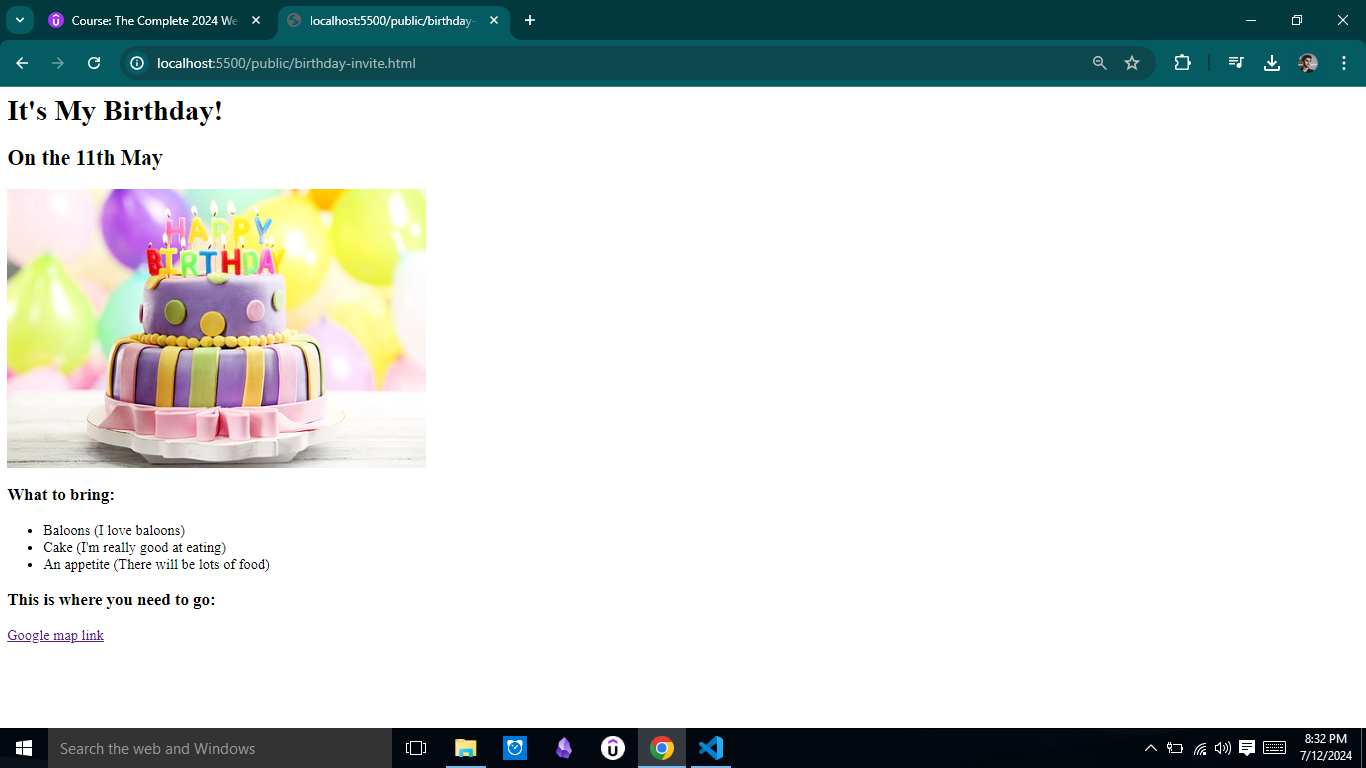 Course: The Complete 2024 We
localhost:5500/public/birthday-
localhost:5500/public/birthday-invite.html
It's My Birthday!
On the 11th May
HAPPY
BIRTHDAY
What to bring:
Baloons (I love baloons)
Cake (I'm really good at eating)
An appetite (There will be lots of food)
This is where you need to go:
Google map link
Search the web and Windows
8:32 PM
7/12/2024